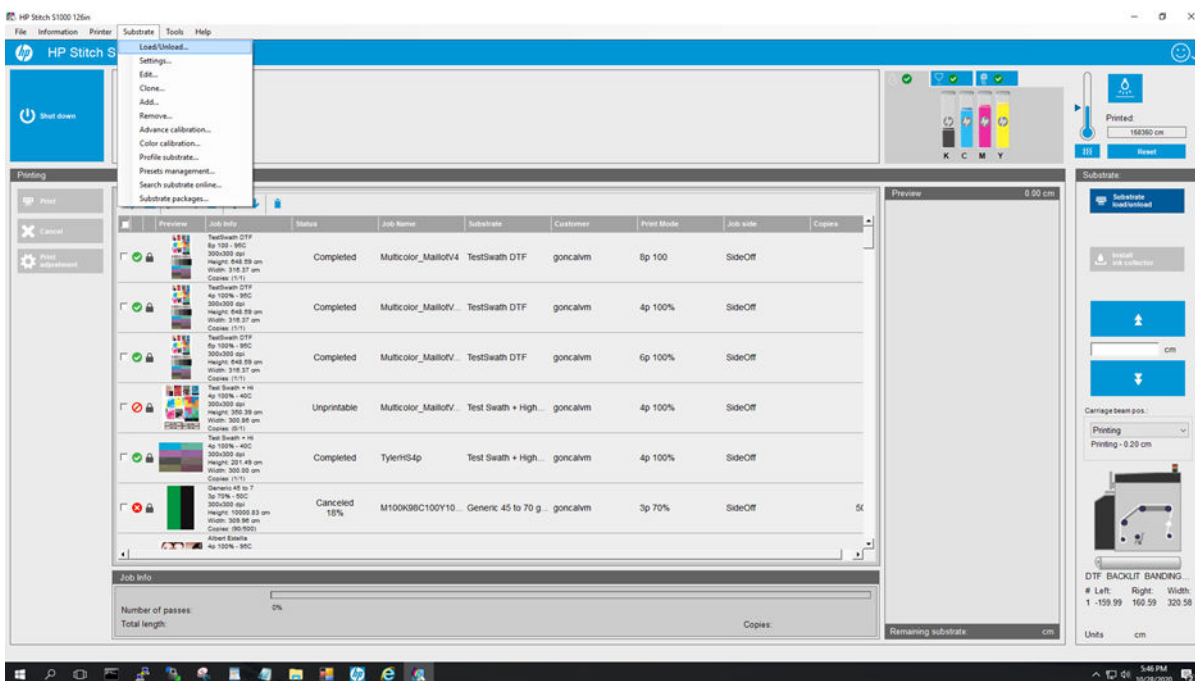 HP Stitch S1000 126in
File Information Printer Substrate Tools Help
HP Stitch S
Load/Unload...
Settings...
Edit...
Clone...
Add...
Remove...
Advance calibration...
Color calibration...
Profile substrate...
Presets management...
Search substrate online...
Substrate packages...
Shut down
K C M Y
Printed:
168360 cm
Reset
Printing
Print
Cancel
Print adjustment
Preview Job Info Status Job Name Substrate Customer Print Mode Job side Copies
TestSwath DTF
8p 100 - 95C
300x300 dpi
Height: 648.59 cm
Width: 316.37 cm
Copies: (1/1)
Completed Multicolor_MaillotV4 TestSwath DTF goncalvm 8p 100 SideOff
TestSwath DTF
4p 100% - 95C
300x300 dpi
Height: 648.59 cm
Width: 316.37 cm
Copies: (1/1)
Completed Multicolor_MaillotV... TestSwath DTF goncalvm 4p 100% SideOff
TestSwath DTF
6p 100% - 95C
300x300 dpi
Height: 648.59 cm
Width: 316.37 cm
Copies: (1/1)
Completed Multicolor_MaillotV... TestSwath DTF goncalvm 6p 100% SideOff
Test Swath + Hi
4p 100% - 40C
300x300 dpi
Height: 350.39 cm
Width: 300.86 cm
Copies: (0/1)
Unprintable Multicolor_MaillotV... Test Swath + High... goncalvm 4p 100% SideOff
Test Swath + Hi
4p 100% - 40C
300x300 dpi
Height: 201.49 cm
Width: 300.00 cm
Copies: (1/1)
Completed TylerHS4p Test Swath + High... goncalvm 4p 100% SideOff
Generic 45 to 7
3p 70% - 50C
300x300 dpi
Height: 10000.83 cm
Width: 308.96 cm
Copies: (90/500)
Canceled 18% M100K98C100Y10... Generic 45 to 70 g... goncalvm 3p 70% SideOff 50
Albert Estella
4p 100% - 95C
Job Info
Number of passes: 0%
Total length: Copies:
Preview 0.00 cm
Remaining substrate: cm
Substrate:
Substrate load/unload
Install ink collector
cm
Carriage beam pos.:
Printing
Printing - 0.20 cm
DTF BACKLIT BANDING...
# Left: Right: Width:
1 -159.99 160.59 320.58
Units cm
5:46 PM
10/28/2020